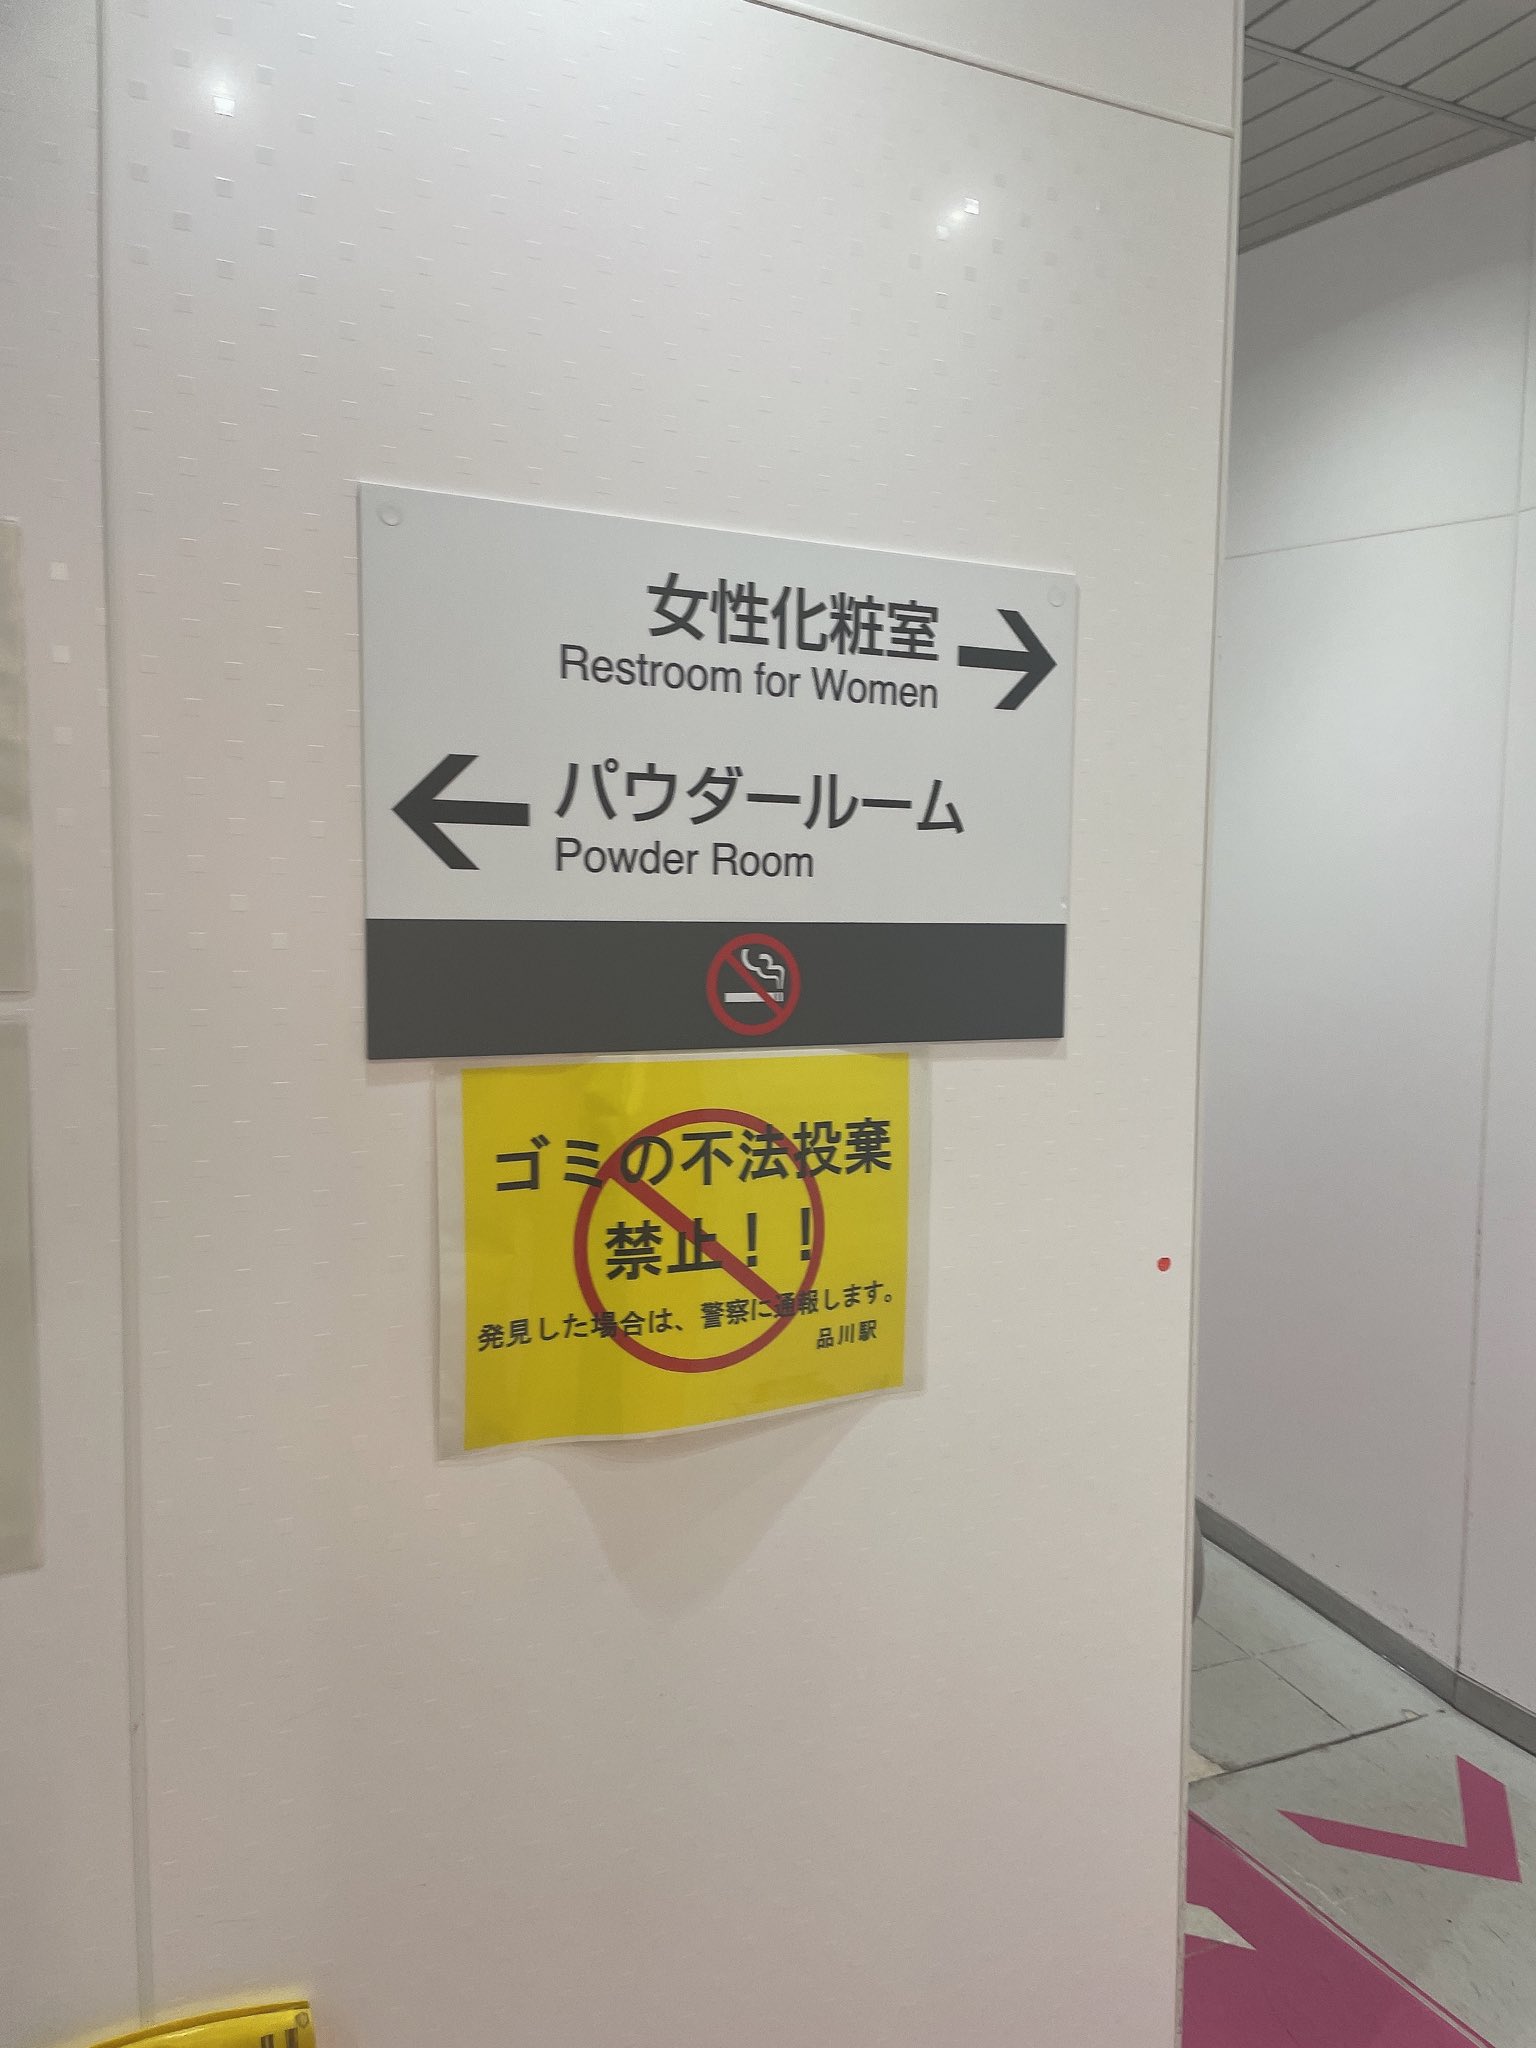 女性化粧室
Restroom for Women
パウダールーム
Powder Room
ゴミの不法投棄
禁止！！
発見した場合は、警察に通報します。
品川駅